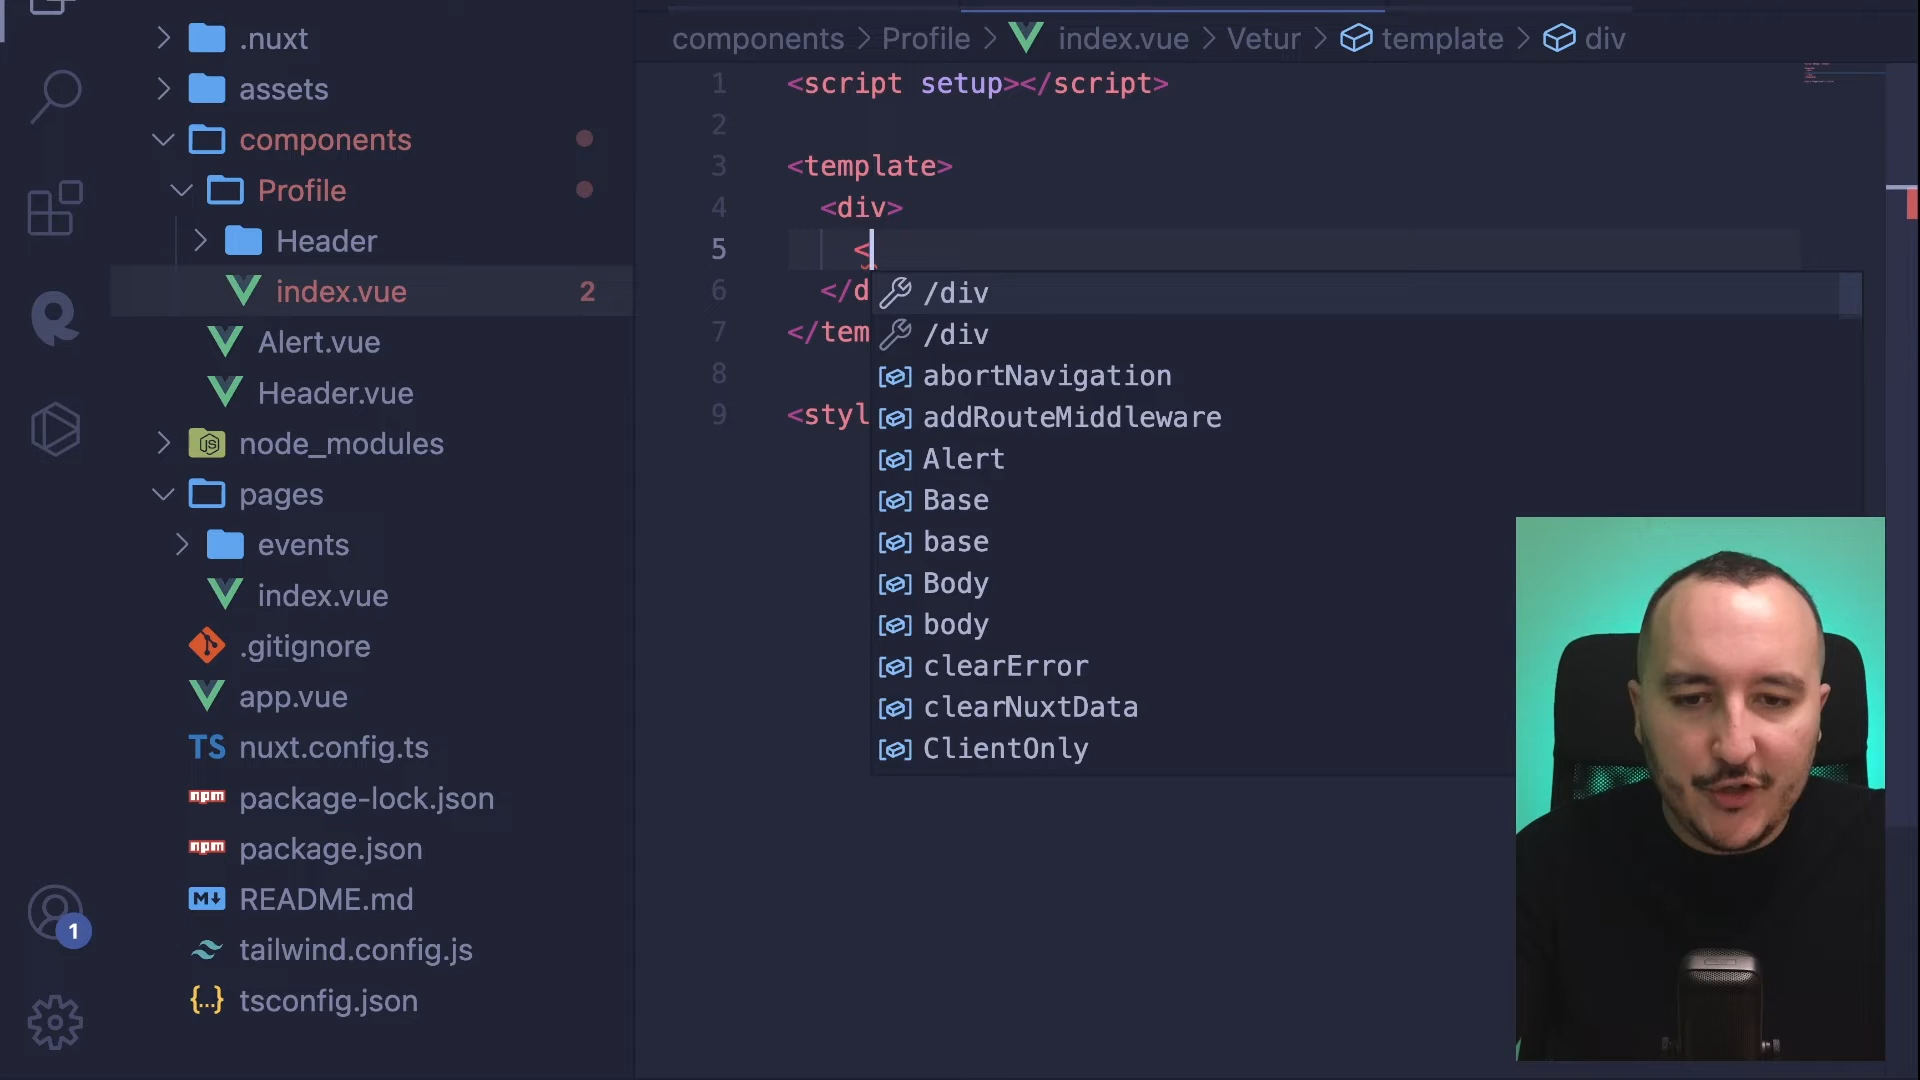 .nuxt
assets
components
Profile
Header
index.vue 2
Alert.vue
Header.vue
node_modules
pages
events
index.vue
.gitignore
app.vue
TS nuxt.config.ts
npm package-lock.json
npm package.json
M README.md
tailwind.config.js
{...} tsconfig.json
1
components > Profile > index.vue > Vetur > template > div
1 <script setup></script>
2
3 <template>
4 <div>
5 <
6 </d
7 </tem
8
9 <styl
/div
/div
abortNavigation
addRouteMiddleware
Alert
Base
base
Body
body
clearError
clearNuxtData
ClientOnly